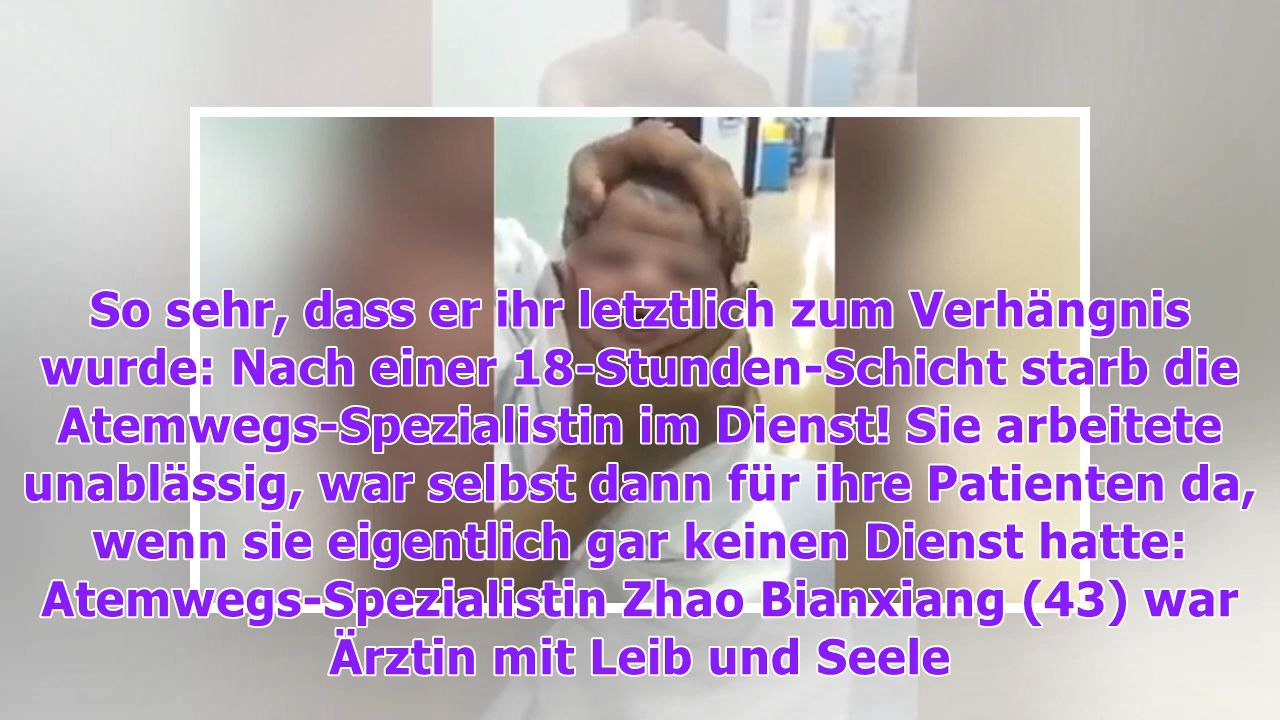 So sehr, dass er ihr letztlich zum Verhängnis
wurde: Nach einer 18-Stunden-Schicht starb die
Atemwegs-Spezialistin im Dienst! Sie arbeitete
unablässig, war selbst dann für ihre Patienten da,
wenn sie eigentlich gar keinen Dienst hatte:
Atemwegs-Spezialistin Zhao Bianxiang (43) war
Ärztin mit Leib und Seele